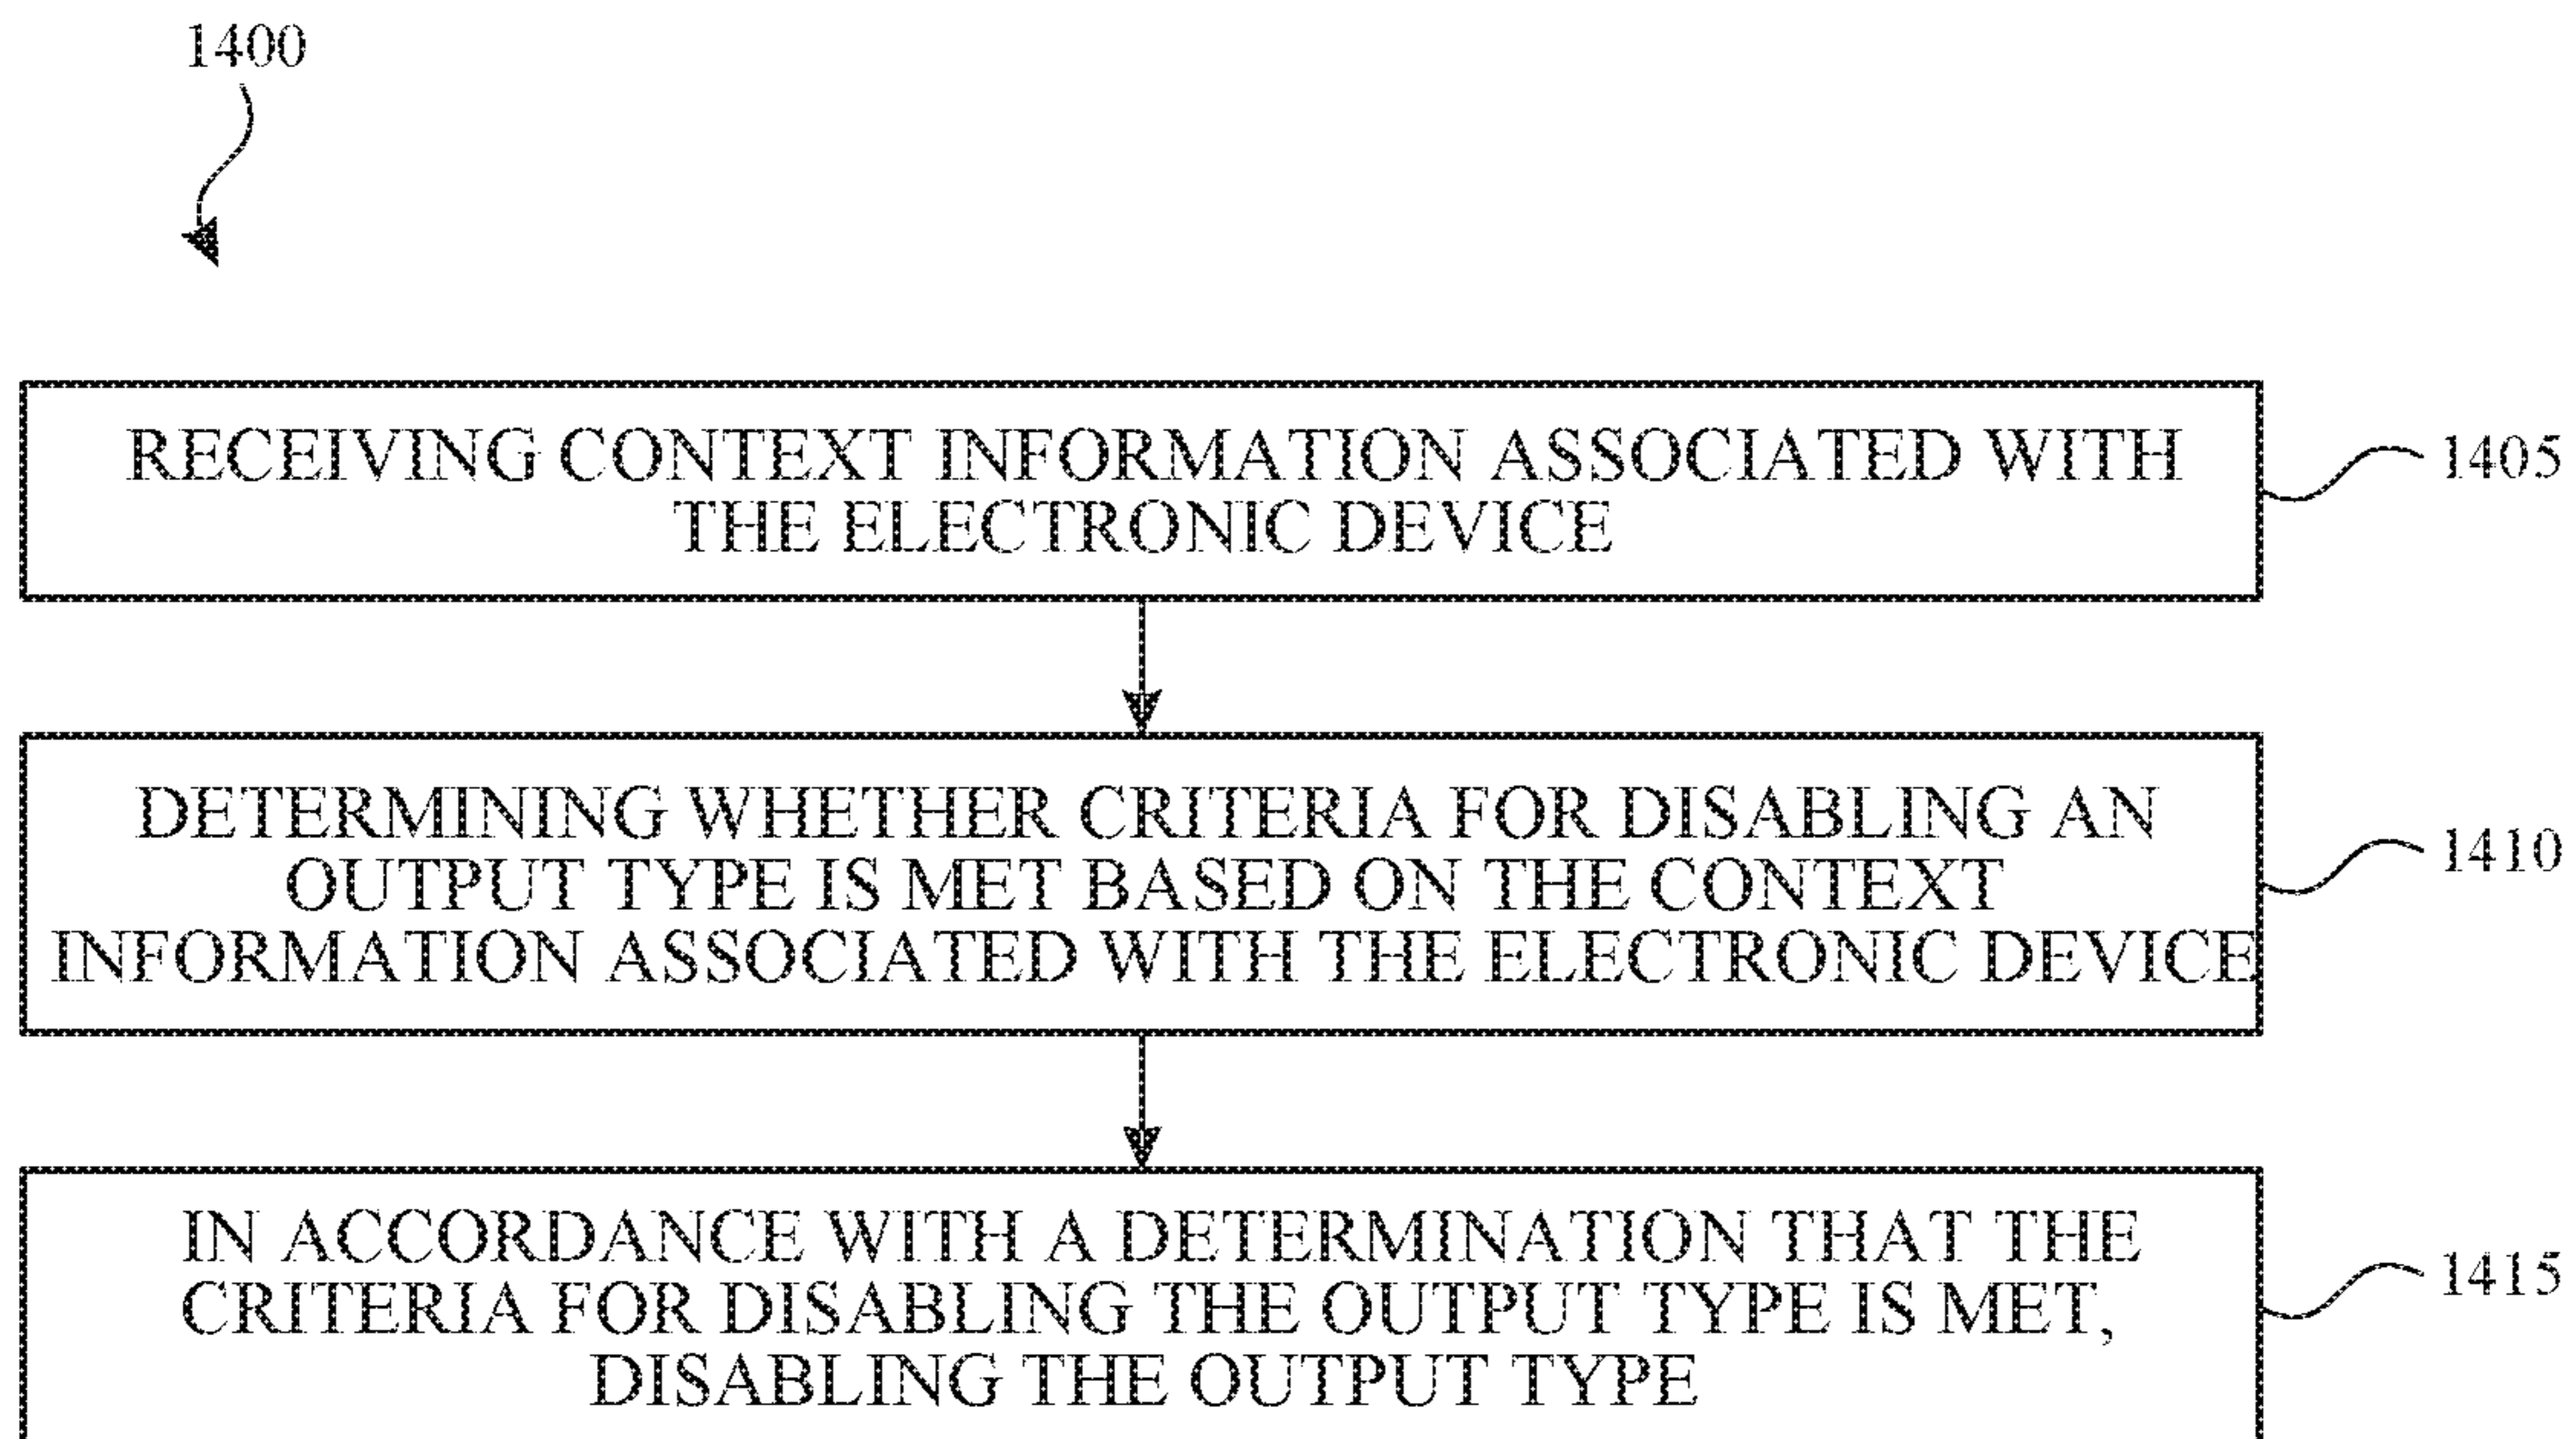 1400
RECEIVING CONTEXT INFORMATION ASSOCIATED WITH
THE ELECTRONIC DEVICE
1405
DETERMINING WHETHER CRITERIA FOR DISABLING AN
OUTPUT TYPE IS MET BASED ON THE CONTEXT
INFORMATION ASSOCIATED WITH THE ELECTRONIC DEVICE
1410
IN ACCORDANCE WITH A DETERMINATION THAT THE
CRITERIA FOR DISABLING THE OUTPUT TYPE IS MET,
DISABLING THE OUTPUT TYPE
1415